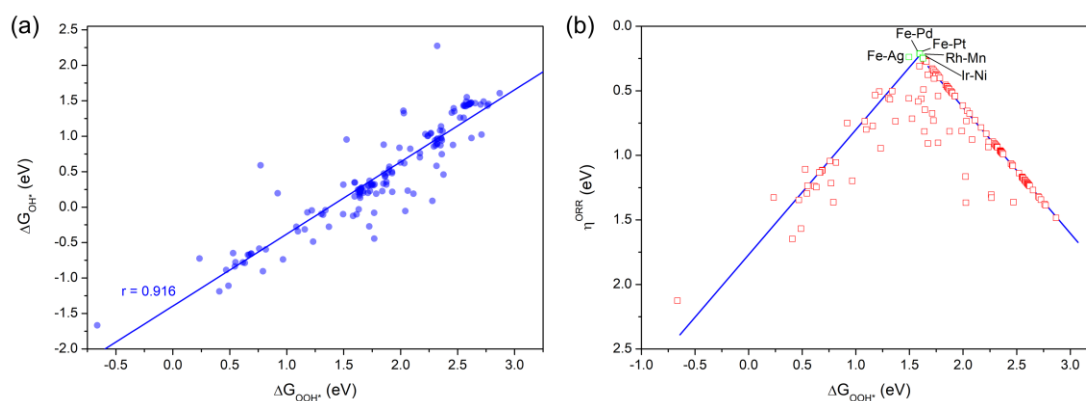 (a)
2.5
2.0
1.5
1.0
0.5
0.0
-0.5
-1.0
-1.5
-2.0
ΔG_OH* (eV)
r = 0.916
-0.5 0.0 0.5 1.0 1.5 2.0 2.5 3.0
ΔG_OOH* (eV)
(b)
0.0
0.5
1.0
1.5
2.0
2.5
η^ORR (eV)
Fe-Pd
Fe-Pt
Fe-Ag
Rh-Mn
Ir-Ni
-1.0 -0.5 0.0 0.5 1.0 1.5 2.0 2.5 3.0
ΔG_OOH* (eV)